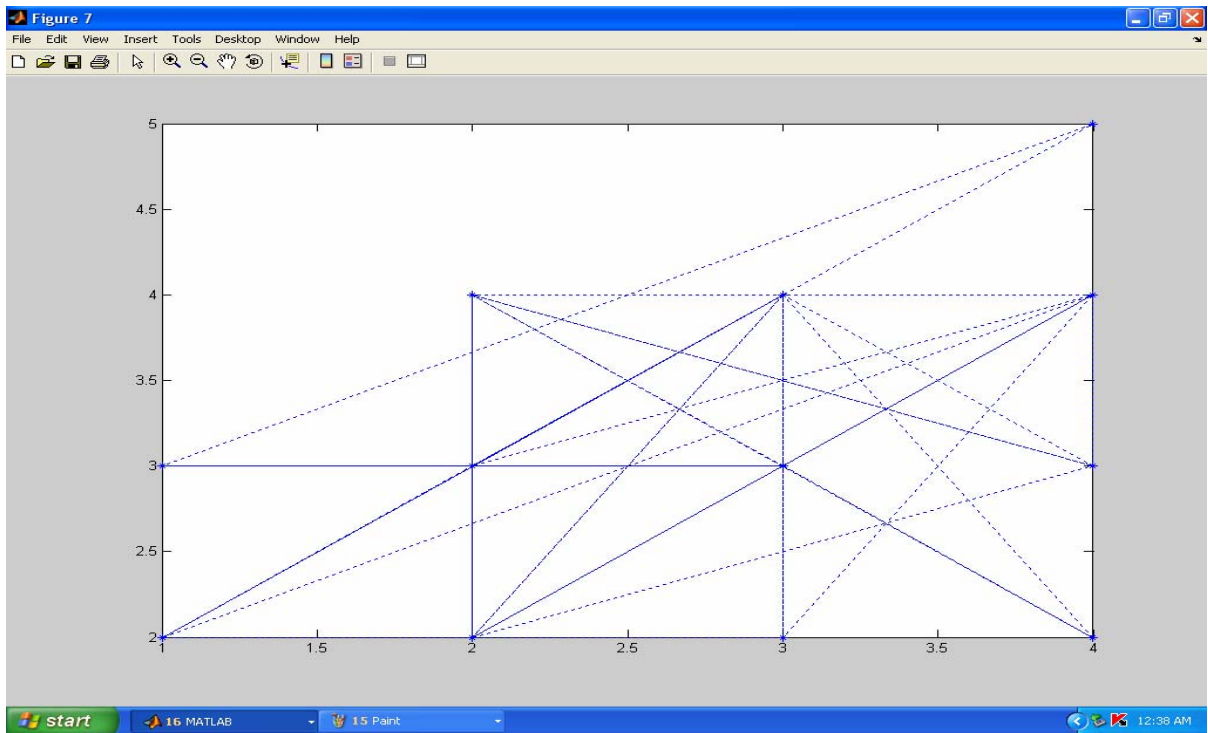 Figure 7
File Edit View Insert Tools Desktop Window Help
5
4.5
4
3.5
3
2.5
2
1 1.5 2 2.5 3 3.5 4
start 16 MATLAB 15 Paint 12:38 AM